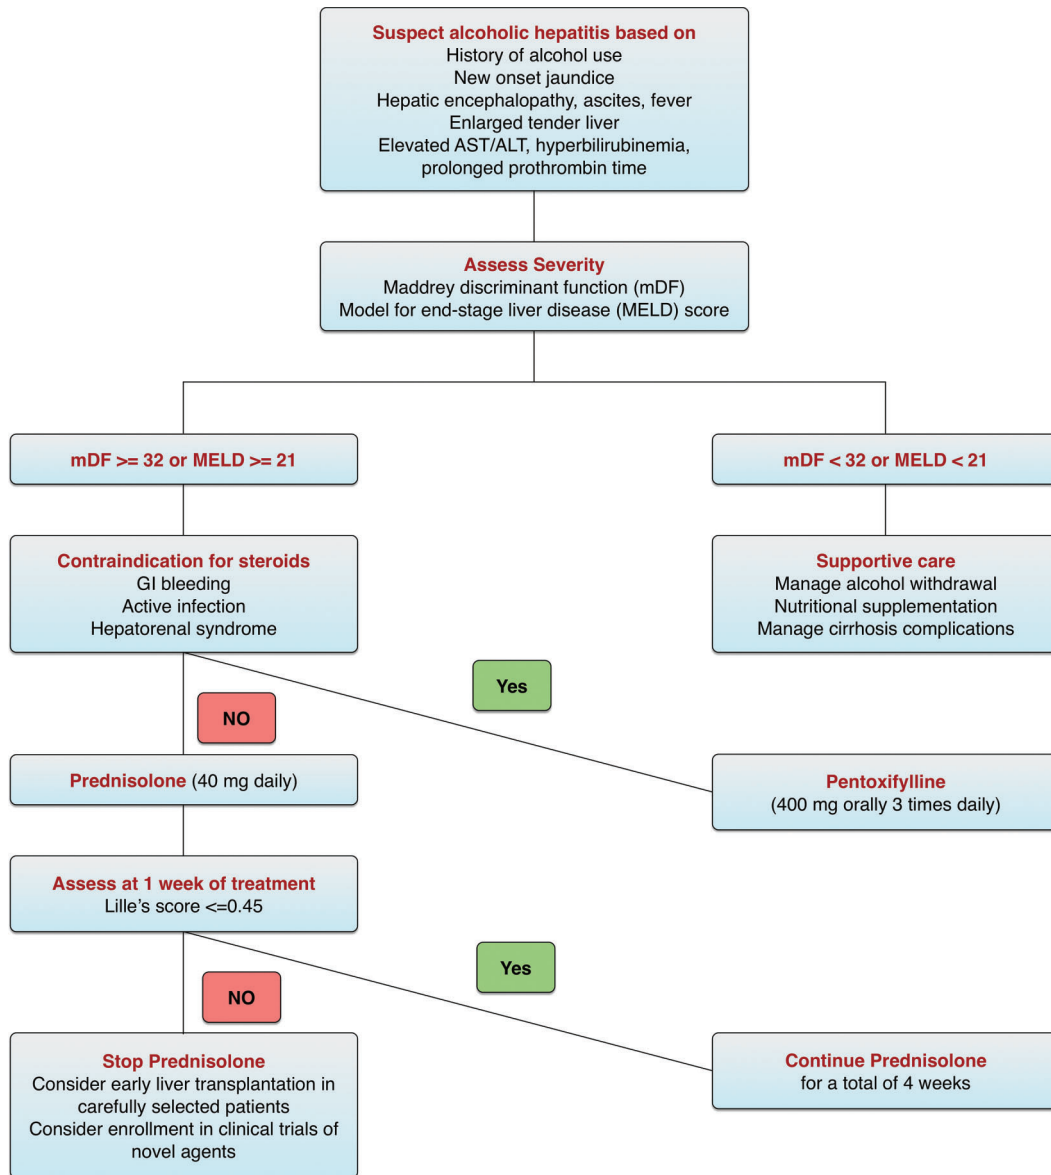 Suspect alcoholic hepatitis based on
History of alcohol use
New onset jaundice
Hepatic encephalopathy, ascites, fever
Enlarged tender liver
Elevated AST/ALT, hyperbilirubinemia,
prolonged prothrombin time
Assess Severity
Maddrey discriminant function (mDF)
Model for end-stage liver disease (MELD) score
mDF >= 32 or MELD >= 21
mDF < 32 or MELD < 21
Contraindication for steroids
GI bleeding
Active infection
Hepatorenal syndrome
Supportive care
Manage alcohol withdrawal
Nutritional supplementation
Manage cirrhosis complications
Yes
NO
Prednisolone (40 mg daily)
Pentoxifylline
(400 mg orally 3 times daily)
Assess at 1 week of treatment
Lille’s score <=0.45
Yes
NO
Stop Prednisolone
Consider early liver transplantation in
carefully selected patients
Consider enrollment in clinical trials of
novel agents
Continue Prednisolone
for a total of 4 weeks